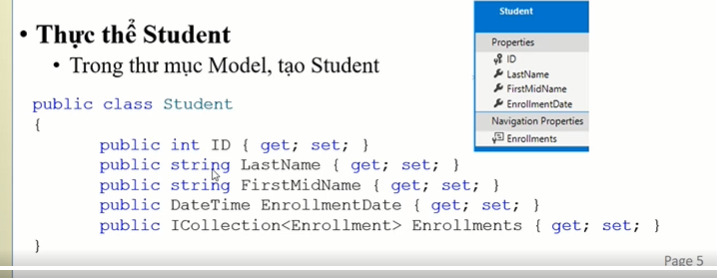 • Thực thể Student
• Trong thư mục Model, tạo Student
public class Student
{
public int ID { get; set; }
public string LastName { get; set; }
public string FirstMidName { get; set; }
public DateTime EnrollmentDate { get; set; }
public ICollection<Enrollment> Enrollments { get; set; }
}
Student
Properties
ID
LastName
FirstMidName
EnrollmentDate
Navigation Properties
Enrollments
Page 5